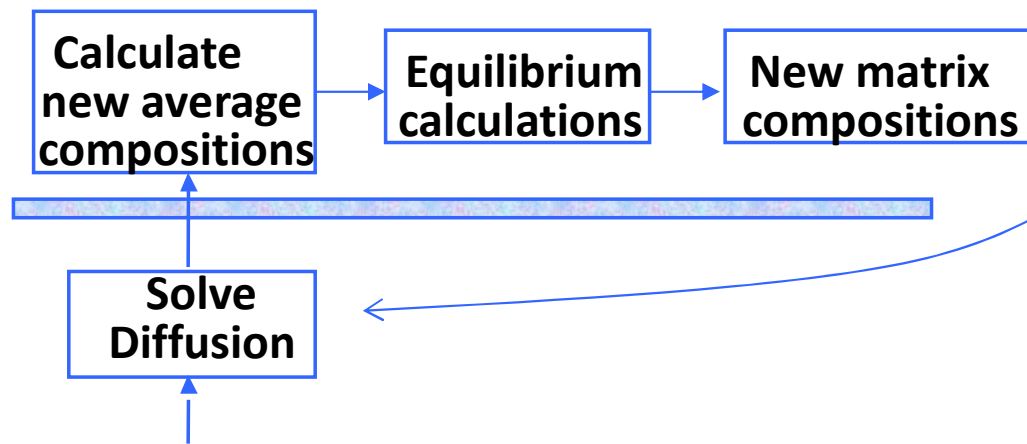 Calculate
new average
compositions
Equilibrium
calculations
New matrix
compositions
Solve
Diffusion